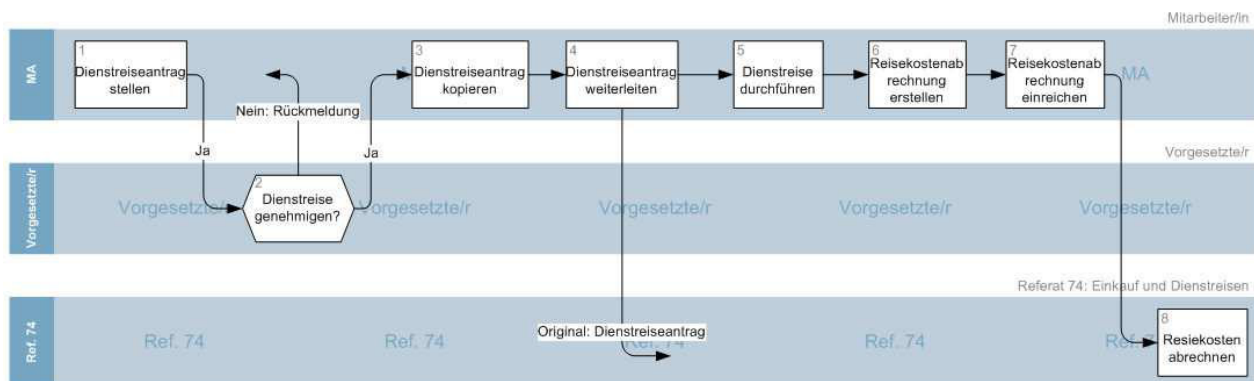 Mitarbeiter/in
MA
1
Dienstreiseantrag
stellen
Nein: Rückmeldung
Ja
Ja
3
Dienstreiseantrag
kopieren
4
Dienstreiseantrag
weiterleiten
5
Dienstreise
durchführen
6
Reisekostenab
rechnung
erstellen
7
Reisekostenab
rechnung
einreichen
MA
Vorgesetzte/r
Vorgesetzte/r
Vorgesetzte/r
2
Dienstreise
genehmigen?
Vorgesetzte/r
Vorgesetzte/r
Vorgesetzte/r
Vorgesetzte/r
Referat 74: Einkauf und Dienstreisen
Ref. 74
Ref. 74
Ref. 74
Original: Dienstreiseantrag
Ref. 74
Ref. 74
Ref. 7
8
Resiekosten
abrechnen